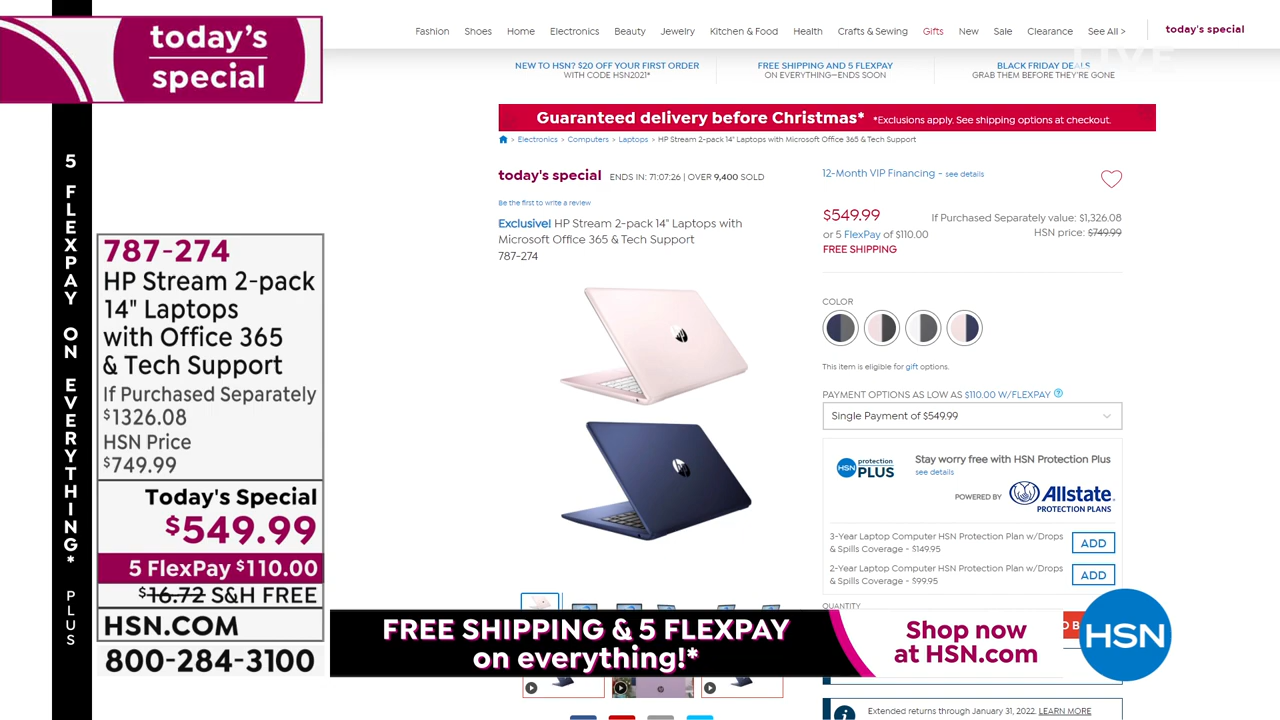 today's
special
5 FLEXPAY ON EVERYTHING* PLUS
787-274
HP Stream 2-pack
14" Laptops
with Office 365
& Tech Support
If Purchased Separately
$1326.08
HSN Price
$749.99
Today's Special
$549.99
5 FlexPay $110.00
$16.72 S&H FREE
HSN.COM
800-284-3100
Fashion Shoes Home Electronics Beauty Jewelry Kitchen & Food Health Crafts & Sewing Gifts New Sale Clearance See All > today's special
LIVE
NEW TO HSN? $20 OFF YOUR FIRST ORDER
WITH CODE HSN2021*
FREE SHIPPING AND 5 FLEXPAY
ON EVERYTHING—ENDS SOON
BLACK FRIDAY DEALS
GRAB THEM BEFORE THEY'RE GONE
Guaranteed delivery before Christmas* *Exclusions apply. See shipping options at checkout.
> Electronics > Computers > Laptops > HP Stream 2-pack 14" Laptops with Microsoft Office 365 & Tech Support
today's special ENDS IN: 71:07:26 | OVER 9,400 SOLD
Be the first to write a review
Exclusive! HP Stream 2-pack 14" Laptops with
Microsoft Office 365 & Tech Support
787-274
12-Month VIP Financing - see details
$549.99
If Purchased Separately value: $1,326.08
or 5 FlexPay of $110.00
HSN price: $749.99
FREE SHIPPING
COLOR
This item is eligible for gift options.
PAYMENT OPTIONS AS LOW AS $110.00 W/FLEXPAY ?
Single Payment of $549.99
HSN protection PLUS
Stay worry free with HSN Protection Plus
see details
POWERED BY Allstate.
PROTECTION PLANS
3-Year Laptop Computer HSN Protection Plan w/Drops
& Spills Coverage - $149.95
ADD
2-Year Laptop Computer HSN Protection Plan w/Drops
& Spills Coverage - $99.95
ADD
QUANTITY
FREE SHIPPING & 5 FLEXPAY
on everything!*
Shop now
at HSN.com
HSN
Extended returns through January 31, 2022. LEARN MORE